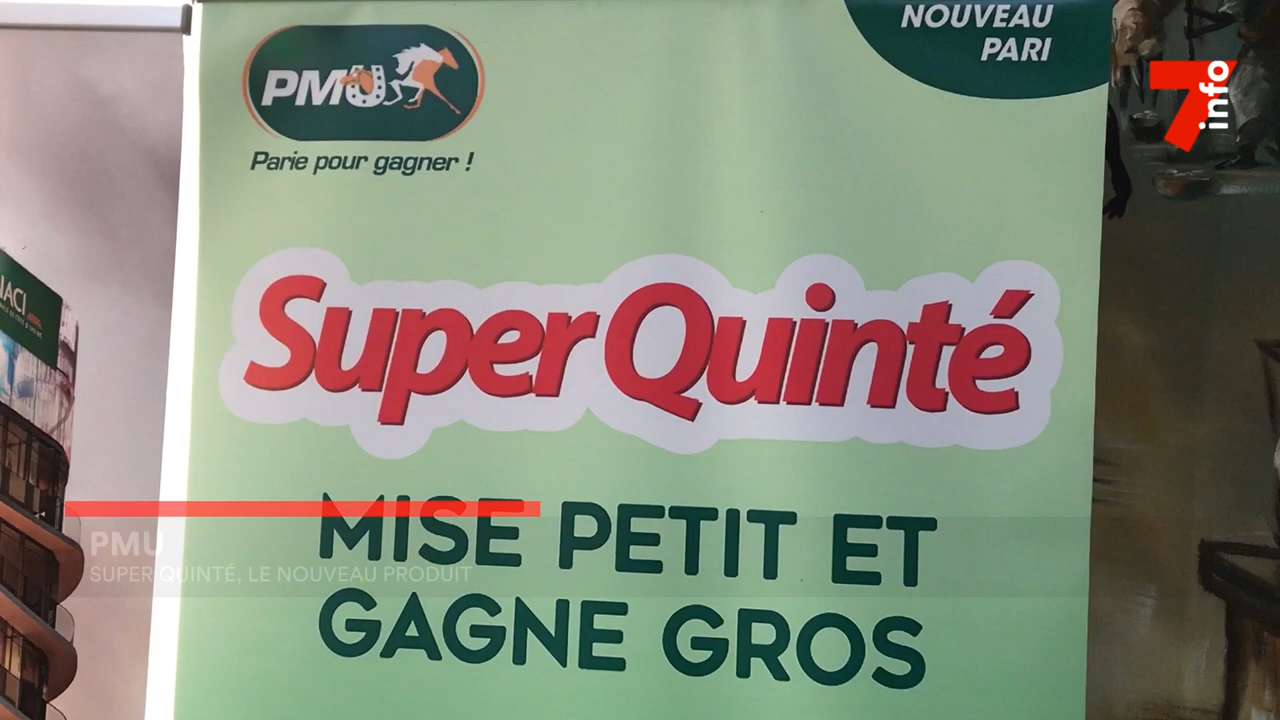 NOUVEAU
PARI
7info
PMU
Parie pour gagner !
Super Quinté
MISE PETIT ET
GAGNE GROS
PMU
SUPER QUINTÉ, LE NOUVEAU PRODUIT